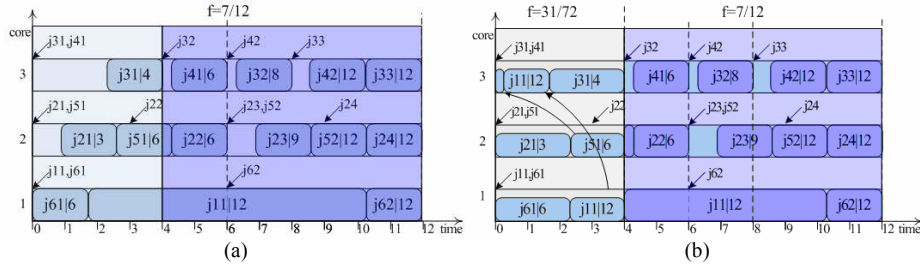 f=7/12
core
j31,j41
j32
j42
j33
3
j31|4
j41|6
j32|8
j42|12
j33|12
j21,j51
j22
j23,j52
j24
2
j21|3
j51|6
j22|6
j23|9
j52|12
j24|12
j11,j61
j62
1
j61|6
j11|12
j62|12
0 1 2 3 4 5 6 7 8 9 10 11 12 time
(a)
f=31/72
f=7/12
core
j31,j41
j32
j42
j33
3
j11|12
j31|4
j41|6
j32|8
j42|12
j33|12
j21,j51
j22
j23,j52
j24
2
j21|3
j51|6
j22|6
j23|9
j52|12
j24|12
j11,j61
j62
1
j61|6
j11|12
j11|12
j62|12
0 1 2 3 4 5 6 7 8 9 10 11 12 time
(b)